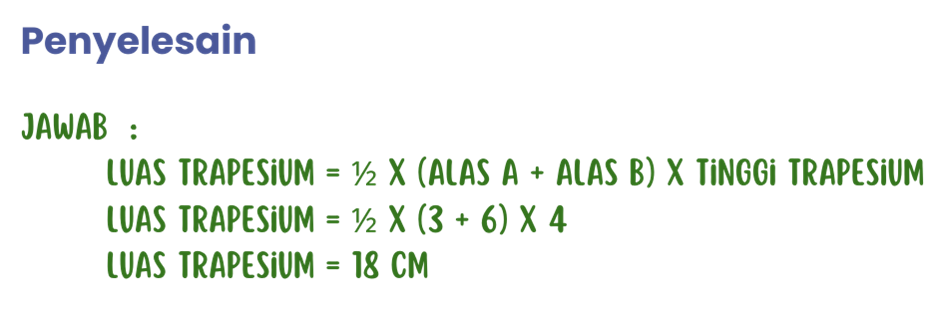 Penyelesain
JAWAB :
LUAS TRAPESiUM = ½ X (ALAS A + ALAS B) X TiNGGi TRAPESiUM
LUAS TRAPESiUM = ½ X (3 + 6) X 4
LUAS TRAPESiUM = 18 CM